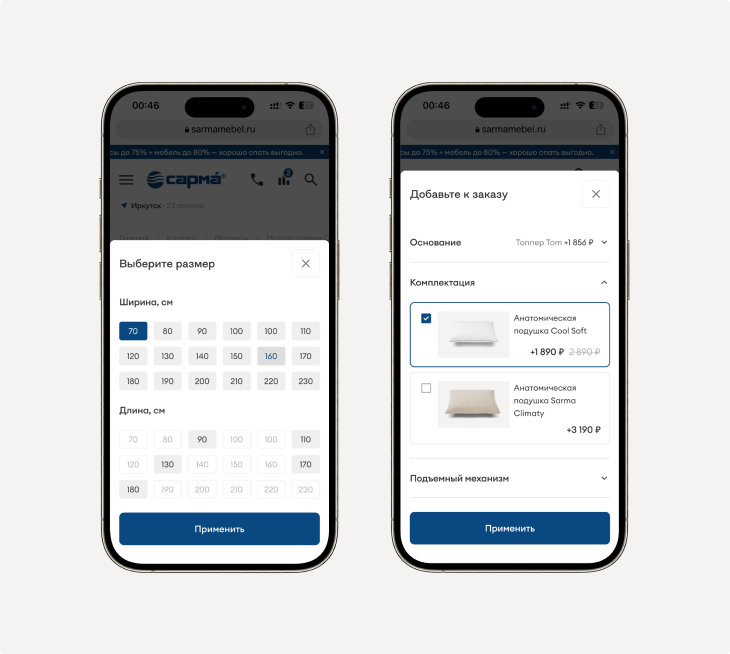 00:46
sarmamebel.ru
ы до 75% + мебель до 80% — хорошо спать выгодно.
сарма
2
Иркутск · 23 салона
Выберите размер
Ширина, см
70 80 90 100 100 110
120 130 140 150 160 170
180 190 200 210 220 230
Длина, см
70 80 90 100 100 110
120 130 140 150 160 170
180 190 200 210 220 230
Применить
00:46
sarmamebel.ru
ы до 75% + мебель до 80% — хорошо спать выгодно.
Добавьте к заказу
Основание Топпер Tom +1 856 ₽
Комплектация
Анатомическая
подушка Cool Soft
+1 890 ₽ 2 890 ₽
Анатомическая
подушка Sarma
Climaty
+3 190 ₽
Подъемный механизм
Применить